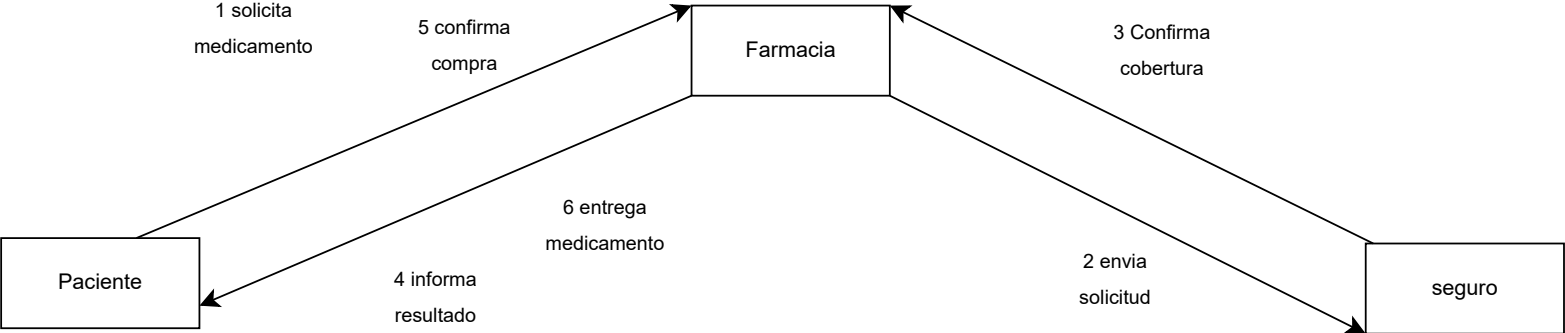 1 solicita
medicamento
5 confirma
compra
Farmacia
3 Confirma
cobertura
6 entrega
medicamento
Paciente
4 informa
resultado
2 envia
solicitud
seguro